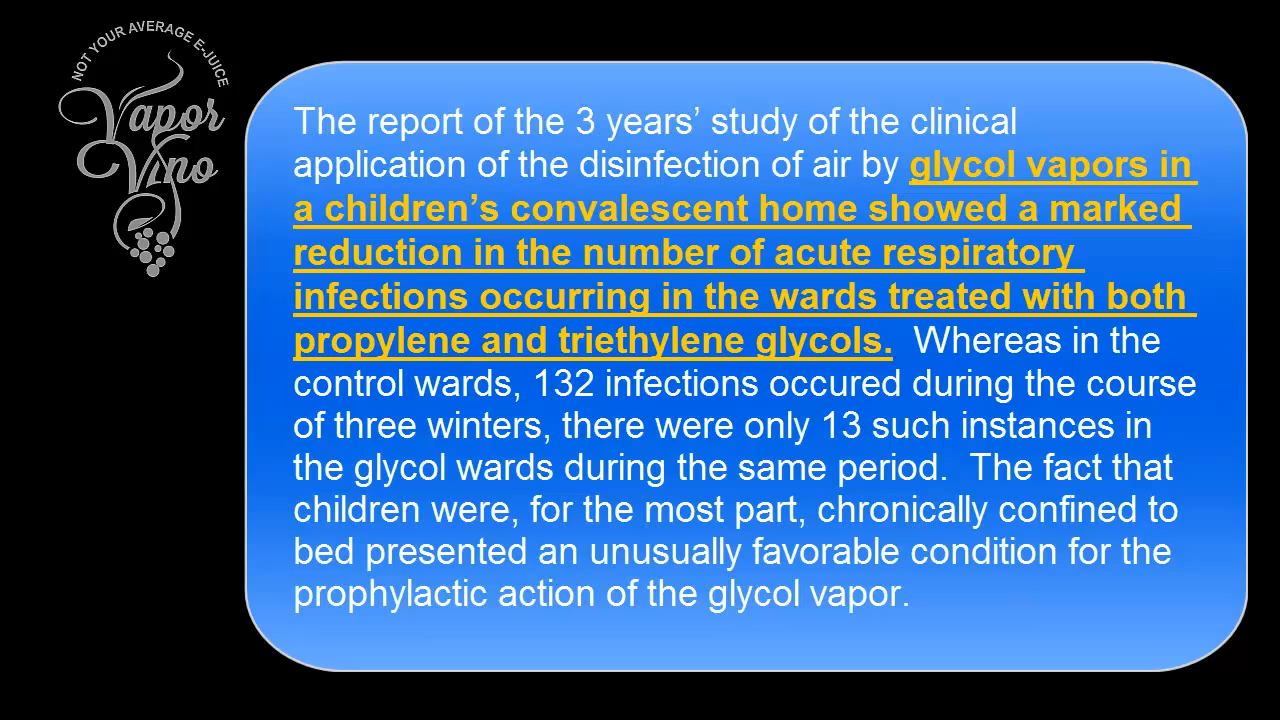 NOT YOUR AVERAGE E-JUICE
Vapor
Vino
The report of the 3 years’ study of the clinical
application of the disinfection of air by glycol vapors in
a children’s convalescent home showed a marked
reduction in the number of acute respiratory
infections occurring in the wards treated with both
propylene and triethylene glycols.  Whereas in the
control wards, 132 infections occured during the course
of three winters, there were only 13 such instances in
the glycol wards during the same period.  The fact that
children were, for the most part, chronically confined to
bed presented an unusually favorable condition for the
prophylactic action of the glycol vapor.